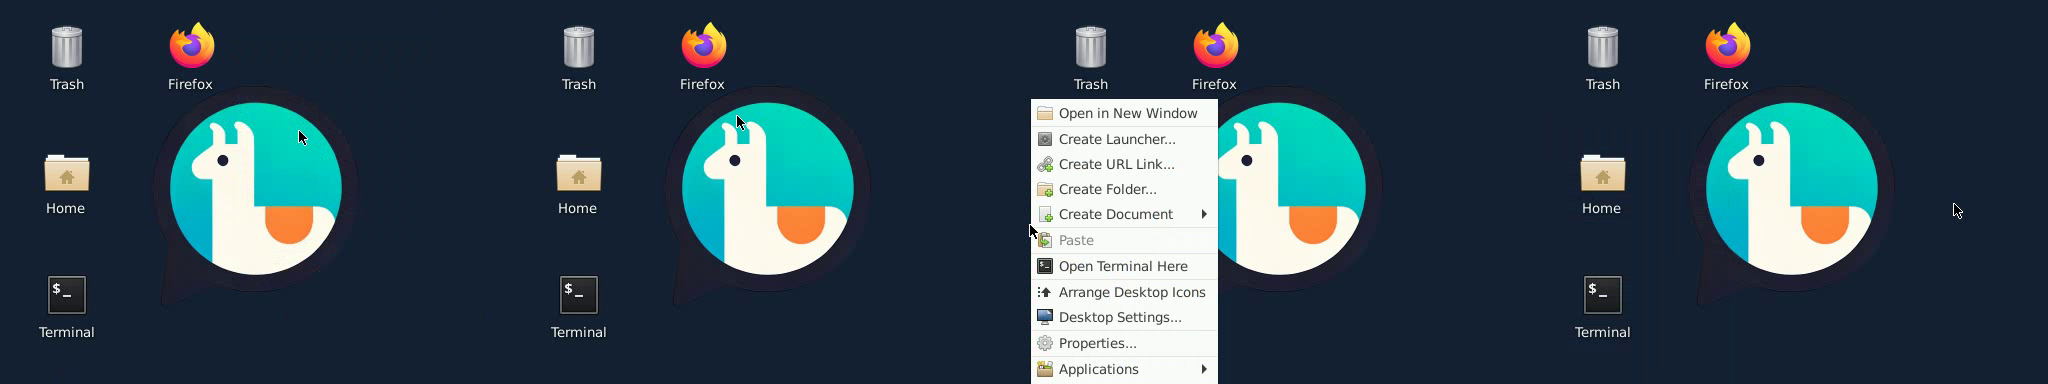 Trash
Firefox
Home
$_
Terminal
Trash
Firefox
Home
$_
Terminal
Trash
Firefox
Open in New Window
Create Launcher...
Create URL Link...
Create Folder...
Create Document
Paste
Open Terminal Here
Arrange Desktop Icons
Desktop Settings...
Properties...
Applications
Trash
Firefox
Home
$_
Terminal